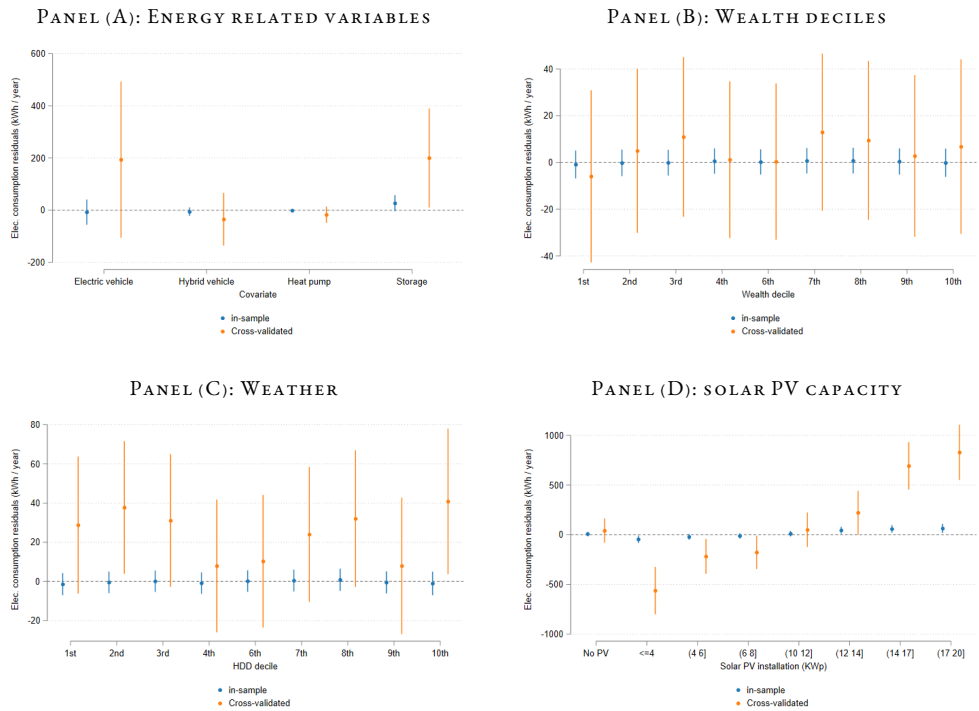 PANEL (A): ENERGY RELATED VARIABLES
Elec. consumption residuals (kWh / year)
600
400
200
0
-200
Electric vehicle Hybrid vehicle Heat pump Storage
Covariate
in-sample
Cross-validated
PANEL (B): WEALTH DECILES
Elec. consumption residuals (kWh / year)
40
20
0
-20
-40
1st 2nd 3rd 4th 6th 7th 8th 9th 10th
Wealth decile
in-sample
Cross-validated
PANEL (C): WEATHER
Elec. consumption residuals (kWh / year)
80
60
40
20
0
-20
1st 2nd 3rd 4th 6th 7th 8th 9th 10th
HDD decile
in-sample
Cross-validated
PANEL (D): SOLAR PV CAPACITY
Elec. consumption residuals (kWh / year)
1000
500
0
-500
-1000
No PV <=4 (4 6] (6 8] (10 12] (12 14] (14 17] (17 20]
Solar PV installation (KWp)
in-sample
Cross-validated